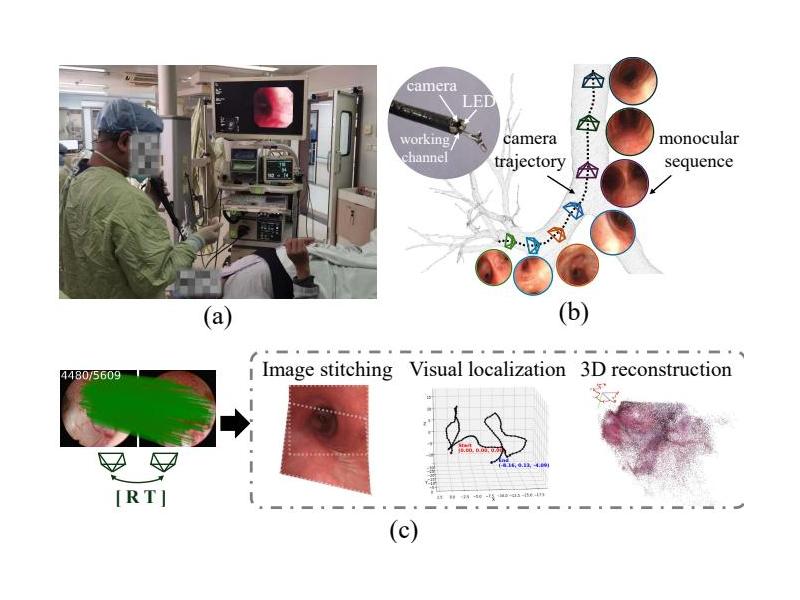 camera
LED
working
channel
camera
trajectory
monocular
sequence
(a)
(b)
4480/5609
[ R T ]
Image stitching
Visual localization
3D reconstruction
Start
(0.00, 0.00, 0.00)
End
(-8.16, 0.13, -4.09)
(c)